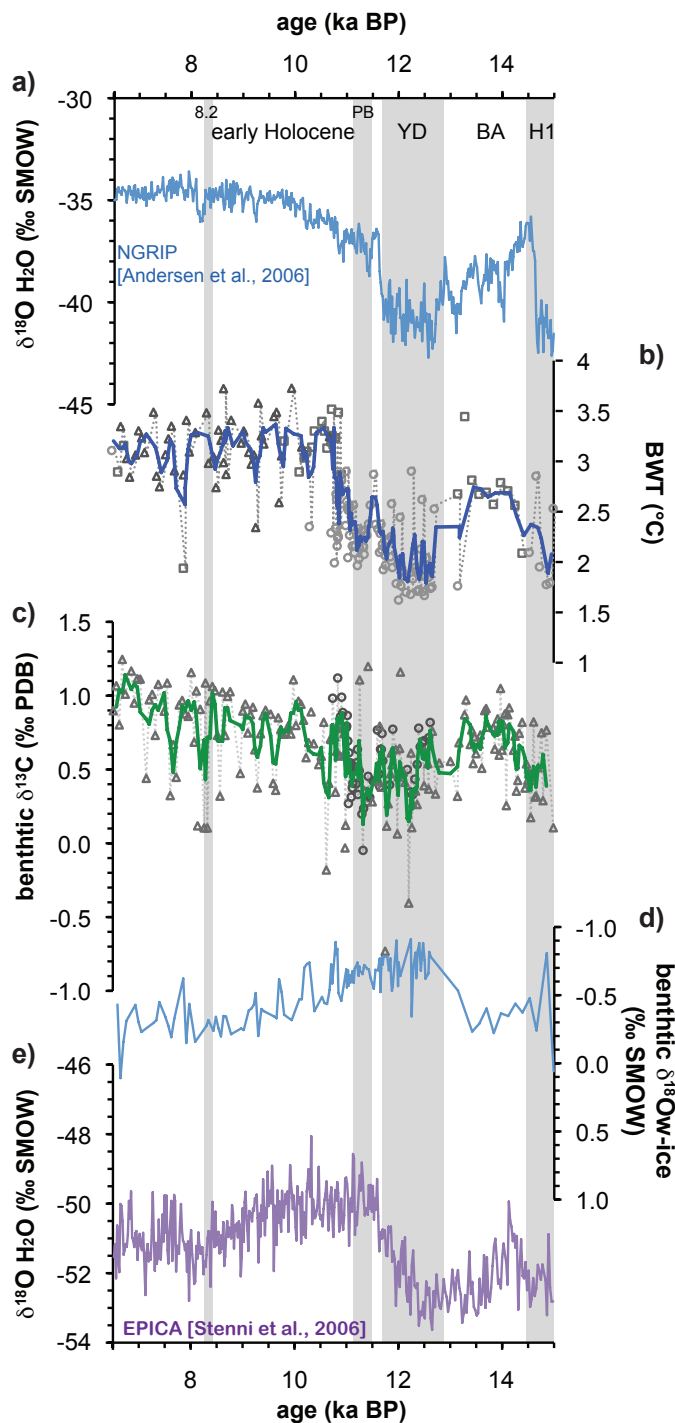 age (ka BP)
8 10 12 14
a)
-30
8.2 PB
early Holocene YD BA H1
-35
δ¹⁸O H₂O (‰ SMOW)
NGRIP
[Andersen et al., 2006]
-40
-45
b)
4
3.5
3
2.5
2
1.5
1
BWT (°C)
c)
1.5
1.0
0.5
0.0
-0.5
-1.0
benthtic δ¹³C (‰ PDB)
d)
-1.0
-0.5
0.0
0.5
1.0
benthtic δ¹⁸Ow-ice
(‰ SMOW)
e)
-46
-48
-50
-52
-54
δ¹⁸O H₂O (‰ SMOW)
EPICA [Stenni et al., 2006]
8 10 12 14
age (ka BP)